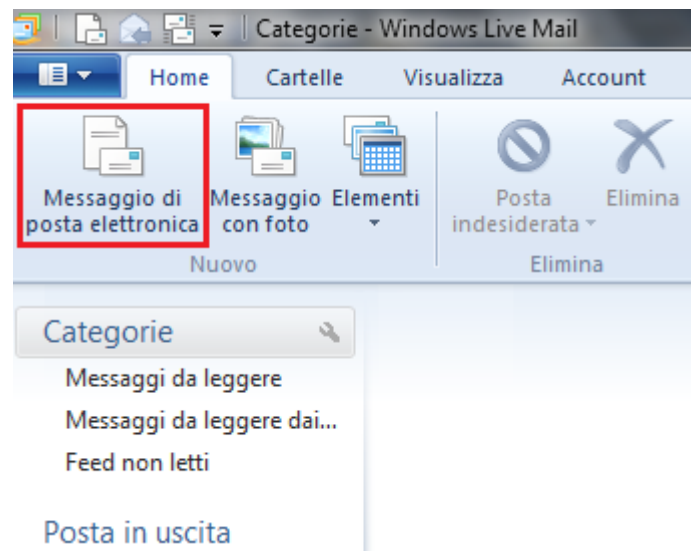 Categorie - Windows Live Mail
Home Cartelle Visualizza Account
Messaggio di posta elettronica
Messaggio con foto
Elementi
Posta indesiderata
Elimina
Nuovo
Elimina
Categorie
Messaggi da leggere
Messaggi da leggere dai...
Feed non letti
Posta in uscita